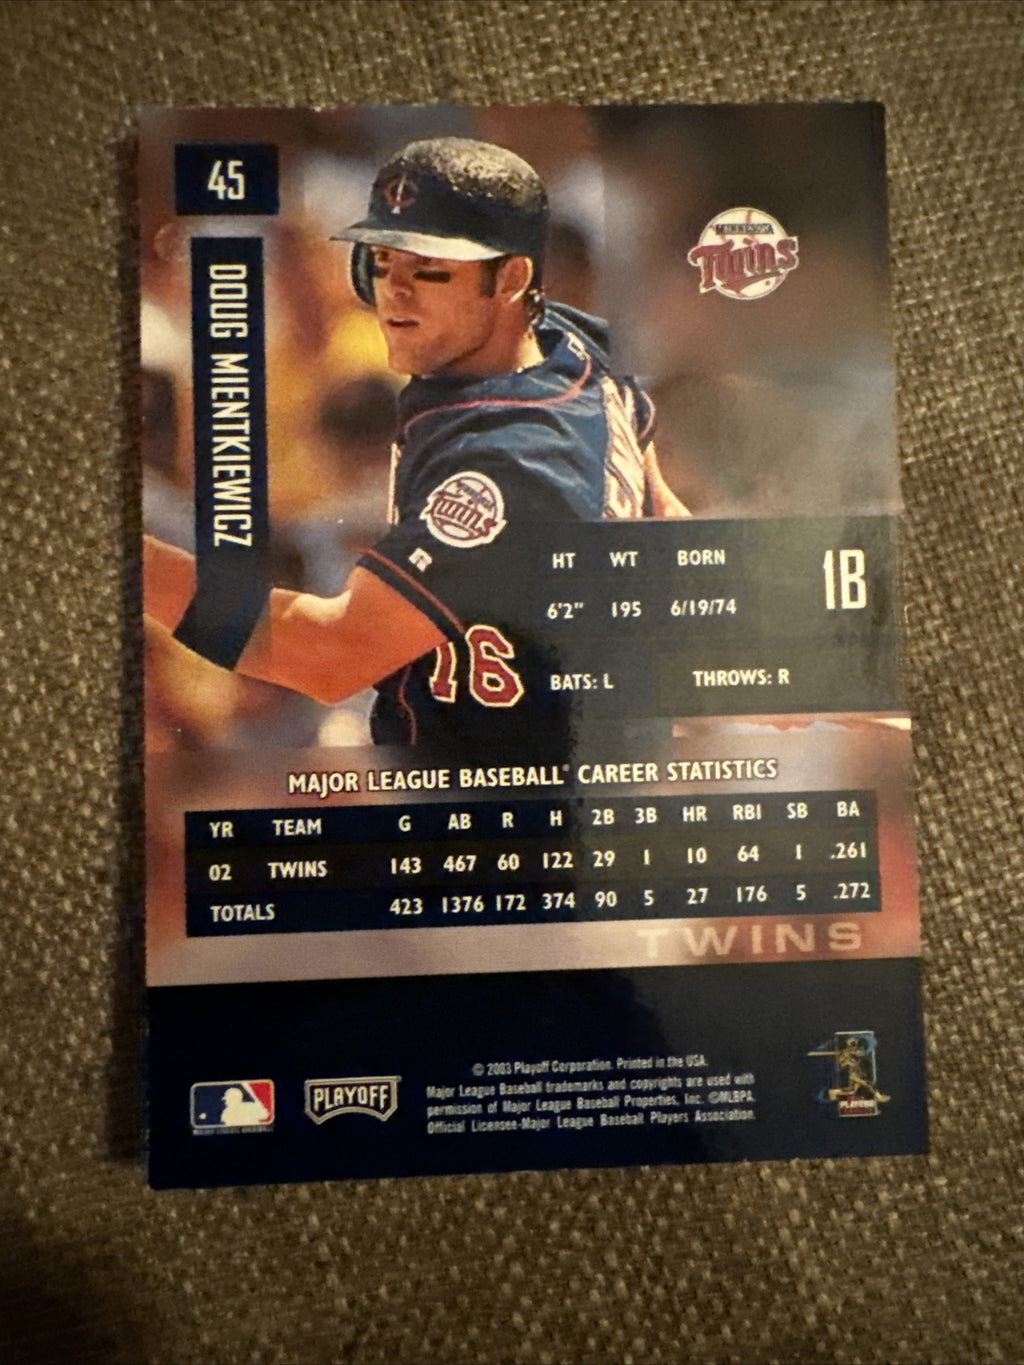 45
DOUG MIENTKIEWICZ
Twins
Twins
16
HT WT BORN
6'2" 195 6/19/74
1B
BATS: L THROWS: R
MAJOR LEAGUE BASEBALL® CAREER STATISTICS
YR TEAM G AB R H 2B 3B HR RBI SB BA
02 TWINS 143 467 60 122 29 1 10 64 1 .261
TOTALS 423 1376 172 374 90 5 27 176 5 .272
TWINS
© 2003 Playoff Corporation. Printed in the USA.
Major League Baseball trademarks and copyrights are used with
permission of Major League Baseball Properties, Inc. ©MLBPA
Official Licensee-Major League Baseball Players Association.
PLAYOFF
PLAYERS